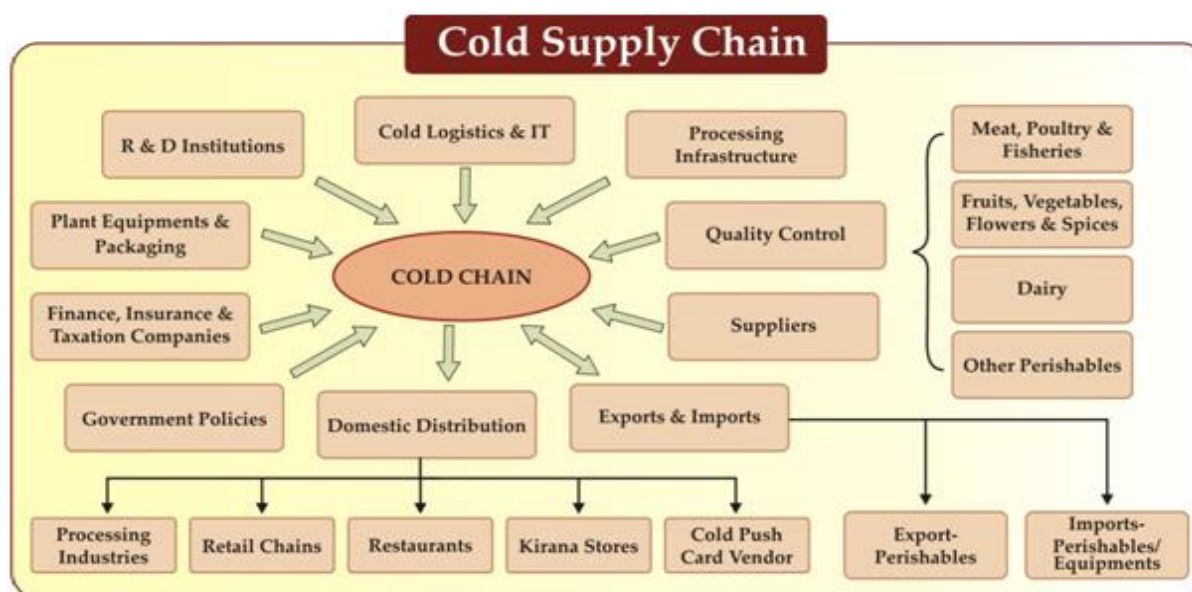 Cold Supply Chain
R & D Institutions
Cold Logistics & IT
Processing
Infrastructure
Meat, Poultry &
Fisheries
Plant Equipments &
Packaging
Quality Control
Fruits, Vegetables,
Flowers & Spices
COLD CHAIN
Dairy
Finance, Insurance &
Taxation Companies
Suppliers
Other Perishables
Government Policies
Domestic Distribution
Exports & Imports
Processing
Industries
Retail Chains
Restaurants
Kirana Stores
Cold Push
Card Vendor
Export-
Perishables
Imports-
Perishables/
Equipments